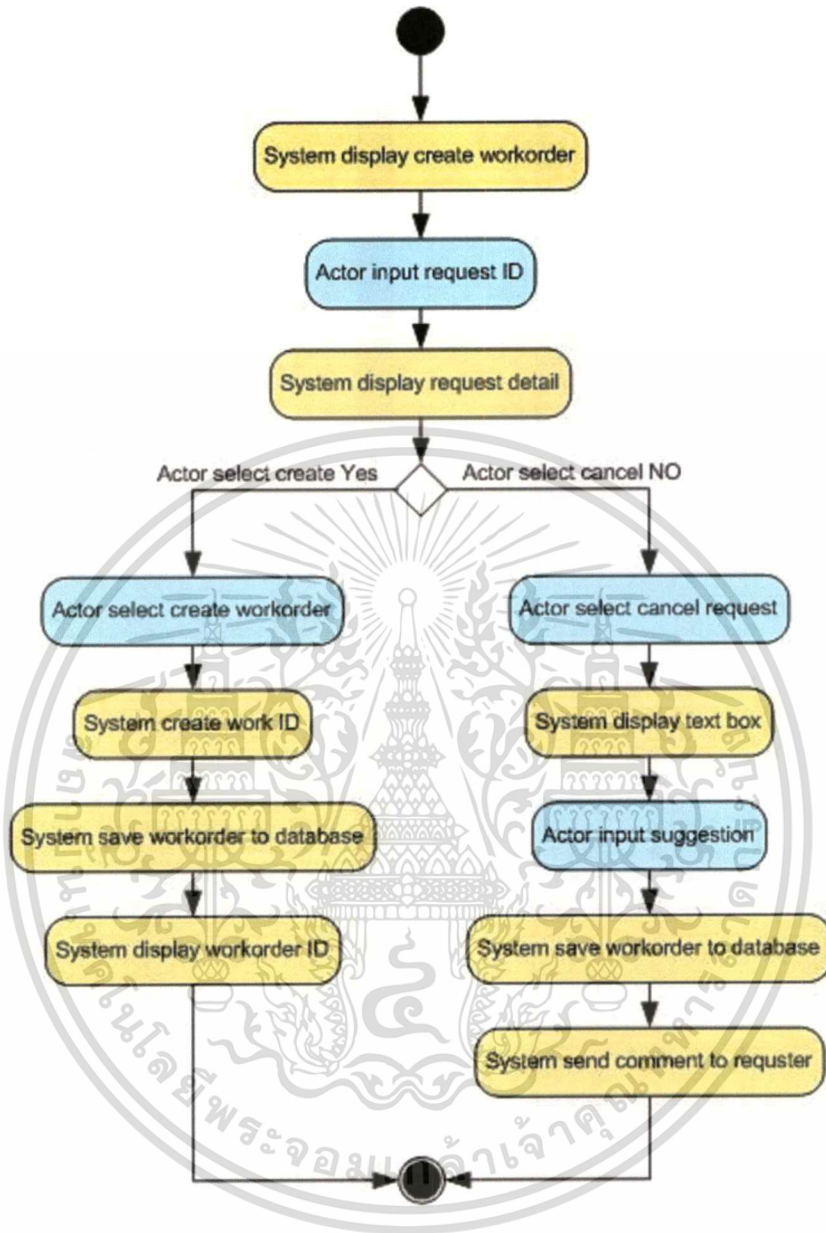 System display create workorder
Actor input request ID
System display request detail
Actor select create Yes
Actor select cancel NO
Actor select create workorder
Actor select cancel request
System create work ID
System display text box
System save workorder to database
Actor input suggestion
System display workorder ID
System save workorder to database
System send comment to requster